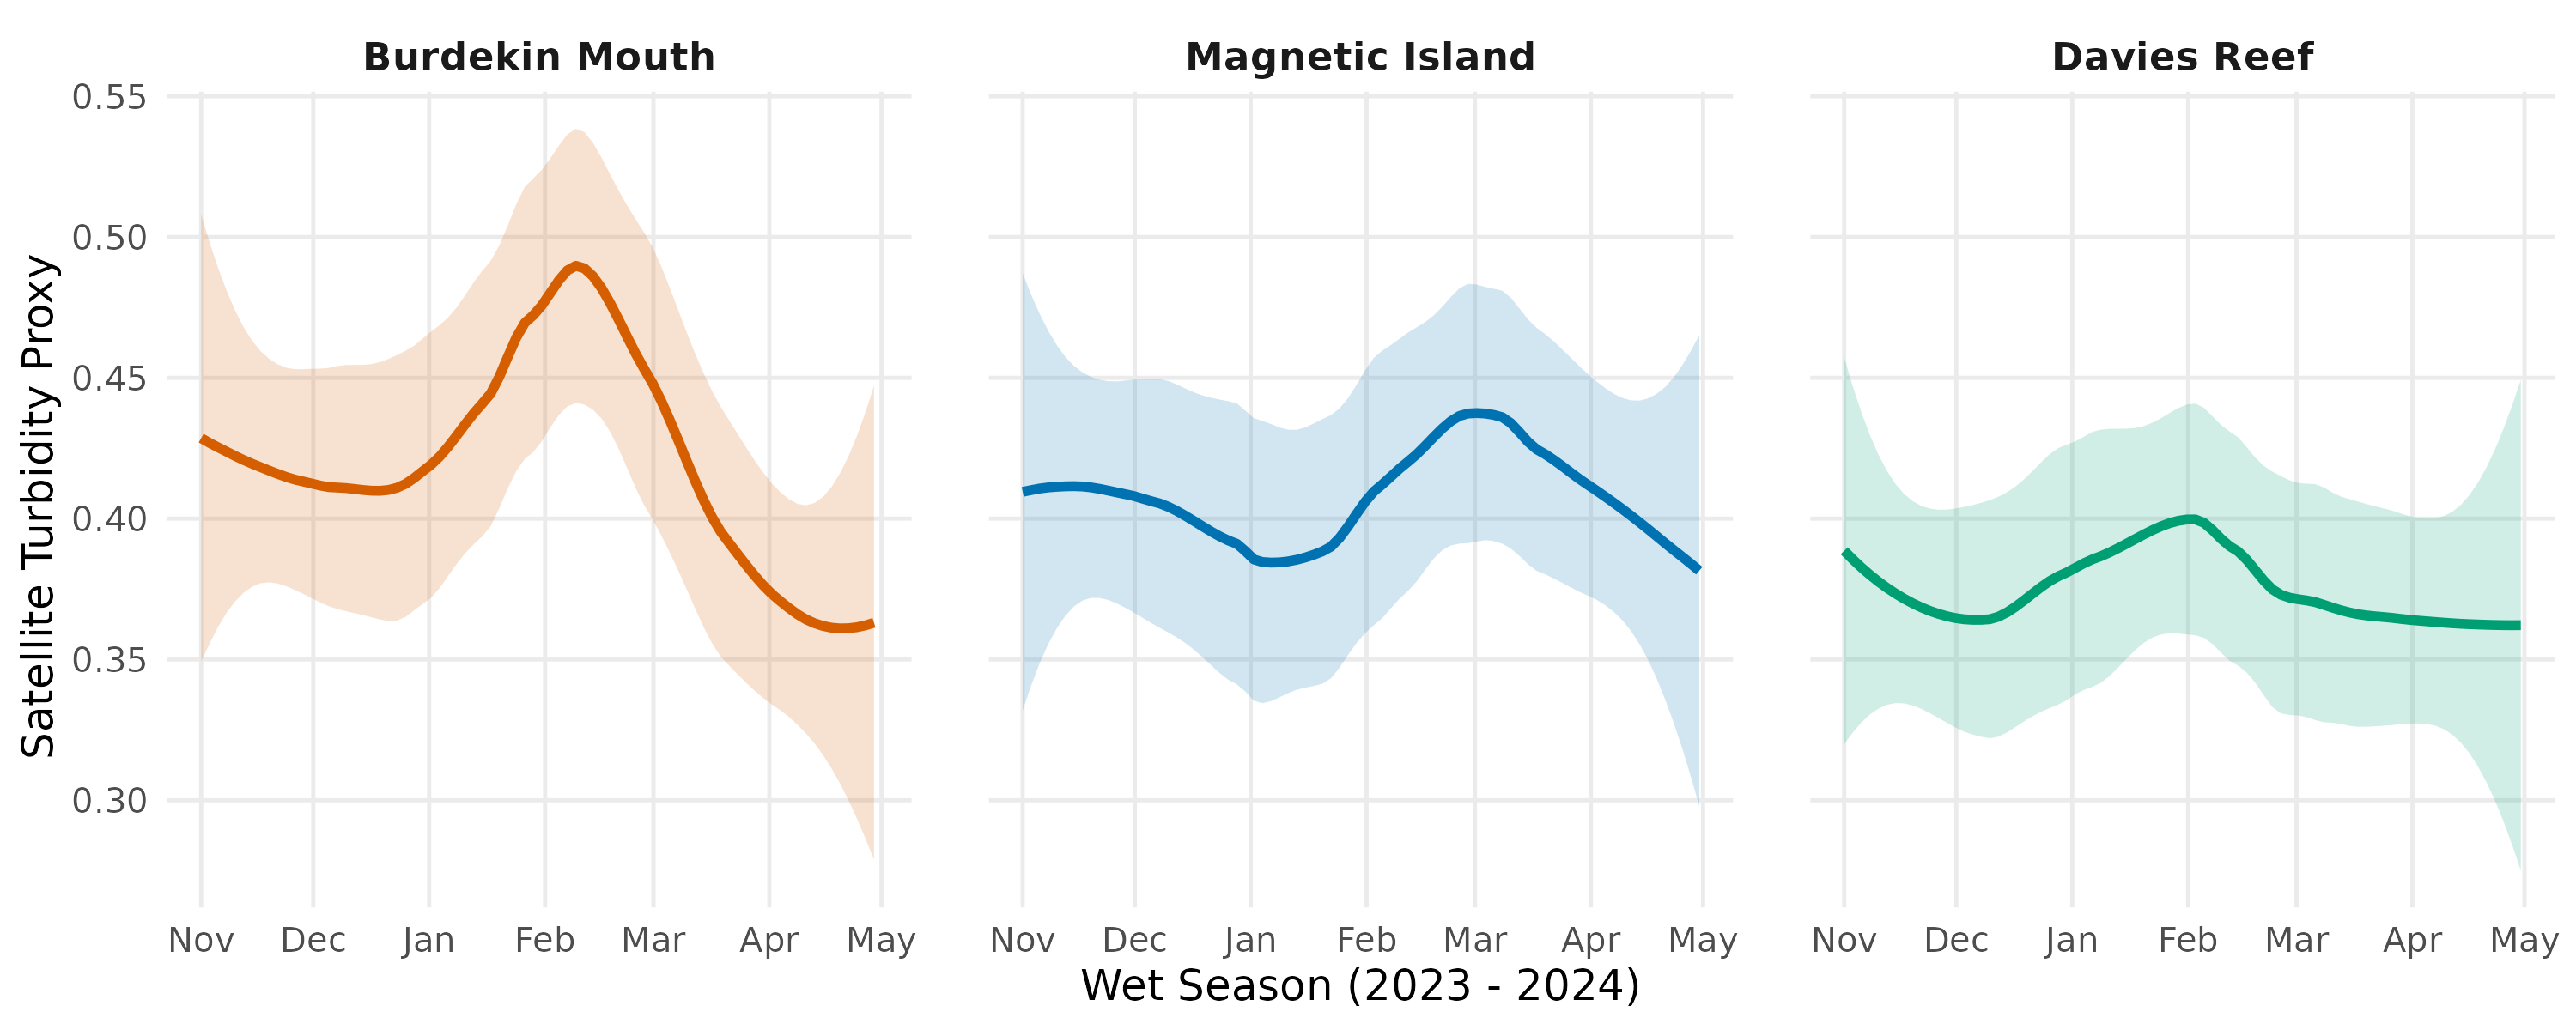 Burdekin Mouth
Magnetic Island
Davies Reef
Satellite Turbidity Proxy
0.55
0.50
0.45
0.40
0.35
0.30
Nov Dec Jan Feb Mar Apr May
Nov Dec Jan Feb Mar Apr May
Nov Dec Jan Feb Mar Apr May
Wet Season (2023 - 2024)